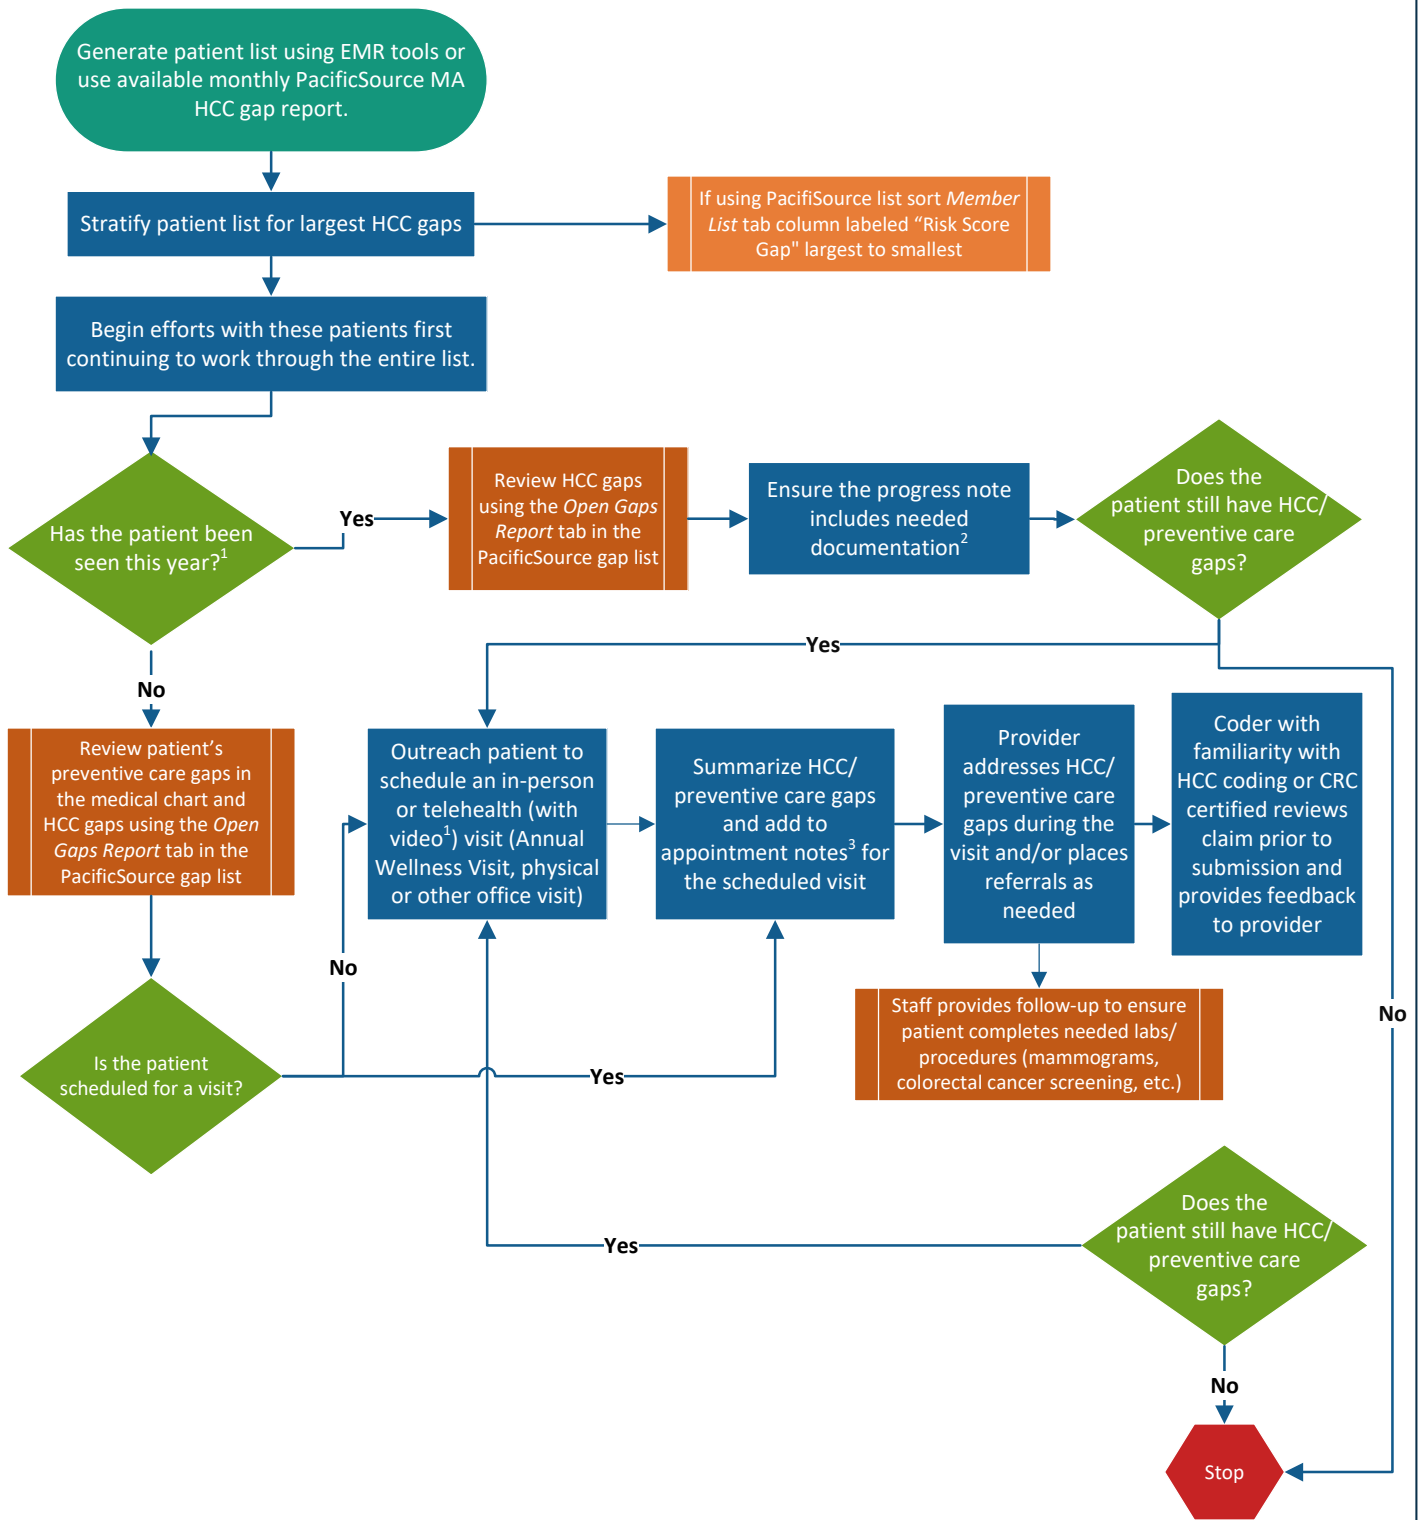 Generate patient list using EMR tools or
use available monthly PacificSource MA
HCC gap report.
Stratify patient list for largest HCC gaps
If using PacifiSource list sort Member
List tab column labeled “Risk Score
Gap" largest to smallest
Begin efforts with these patients first
continuing to work through the entire list.
Has the patient been
seen this year?1
Yes
Review HCC gaps
using the Open Gaps
Report tab in the
PacificSource gap list
Ensure the progress note
includes needed
documentation2
Does the
patient still have HCC/
preventive care
gaps?
Yes
No
Review patient’s
preventive care gaps in
the medical chart and
HCC gaps using the Open
Gaps Report tab in the
PacificSource gap list
Outreach patient to
schedule an in-person
or telehealth (with
video1) visit (Annual
Wellness Visit, physical
or other office visit)
Summarize HCC/
preventive care gaps
and add to
appointment notes3 for
the scheduled visit
Provider
addresses HCC/
preventive care
gaps during the
visit and/or places
referrals as
needed
Coder with
familiarity with
HCC coding or CRC
certified reviews
claim prior to
submission and
provides feedback
to provider
No
Is the patient
scheduled for a visit?
Yes
Staff provides follow-up to ensure
patient completes needed labs/
procedures (mammograms,
colorectal cancer screening, etc.)
No
Does the
patient still have HCC/
preventive care
gaps?
Yes
No
Stop